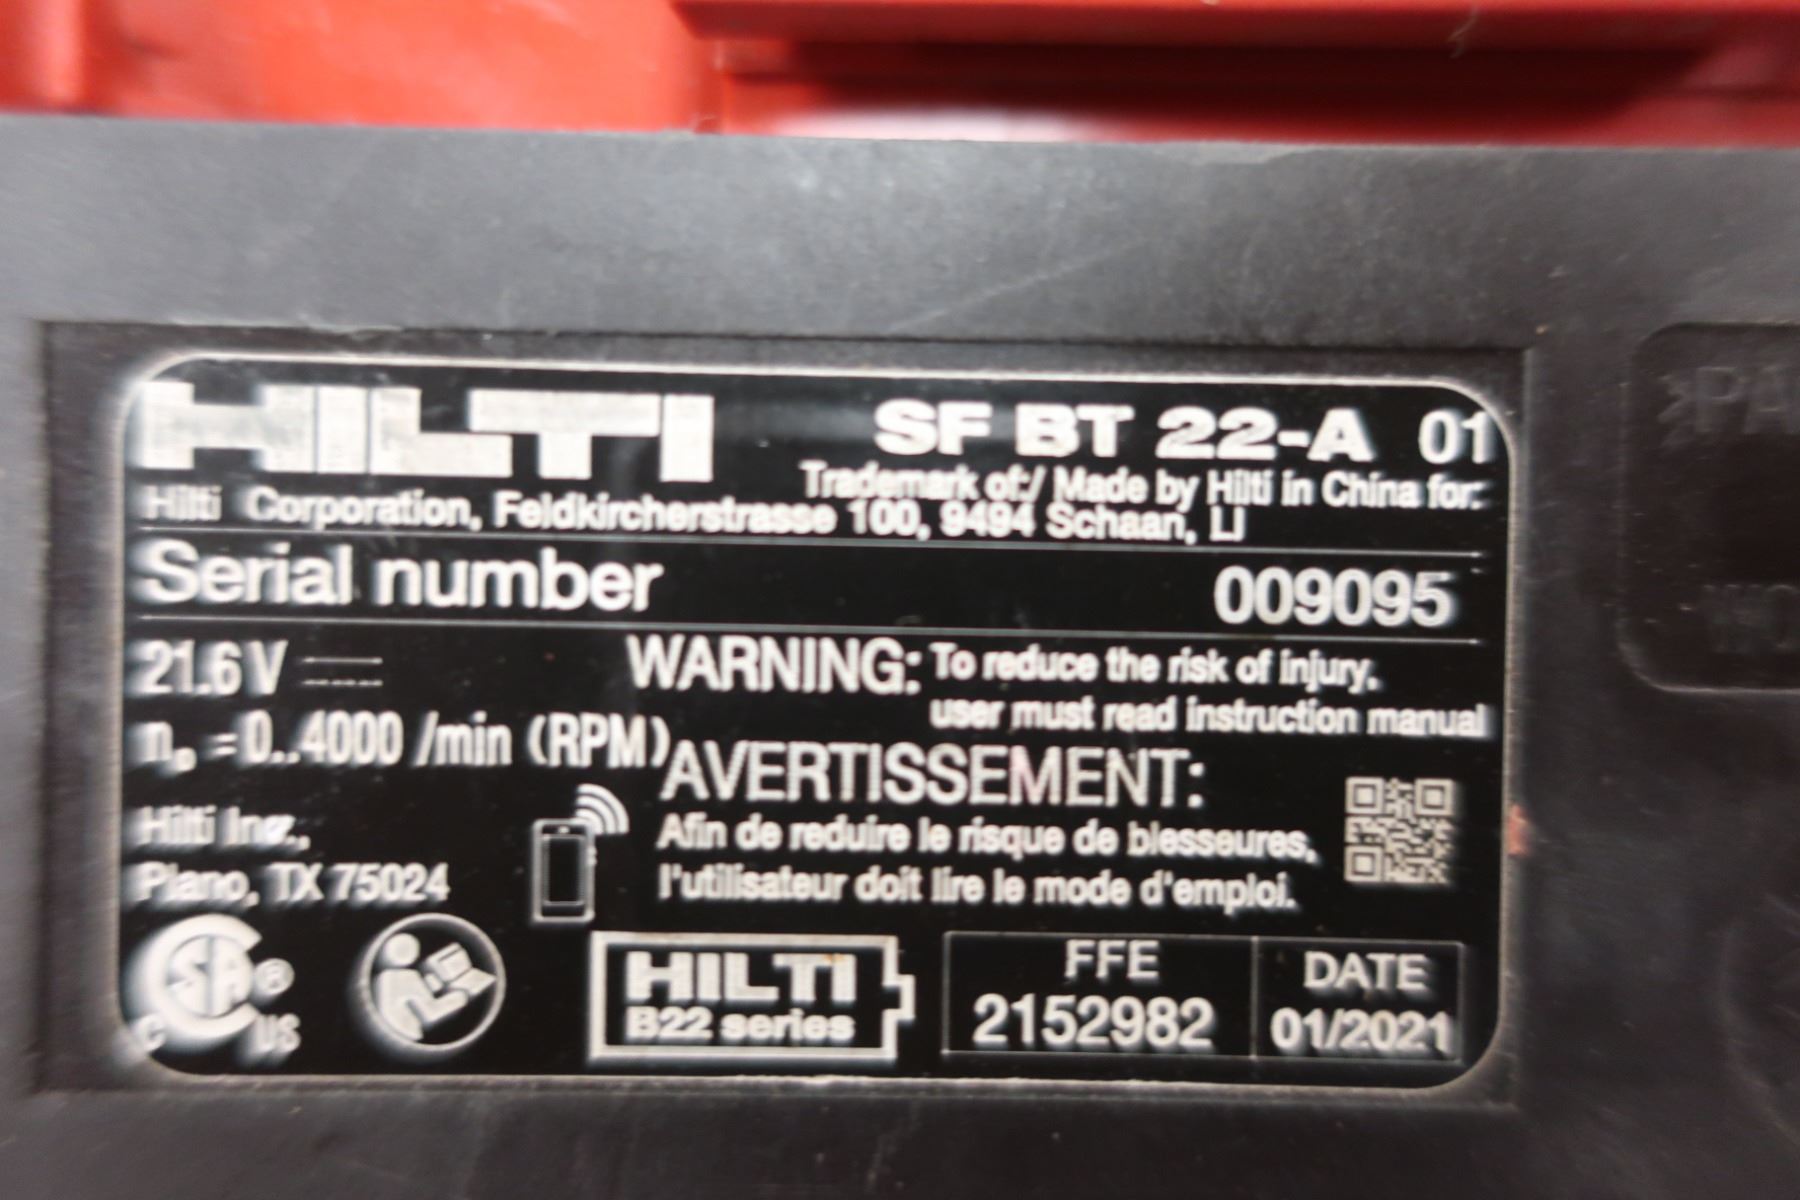 HILTI SF BT 22-A 01
Trademark of:/ Made by Hilti in China for:
Hilti Corporation, Feldkircherstrasse 100, 9494 Schaan, LI
Serial number 009095
21.6 V
WARNING: To reduce the risk of injury,
user must read instruction manual
n₀ =0..4000 /min (RPM)
AVERTISSEMENT:
Afin de reduire le risque de blesseures,
l'utilisateur doit lire le mode d'emploi.
Hilti Inc.,
Plano, TX 75024
C SA ® US
HILTI
B22 series
FFE
2152982
DATE
01/2021